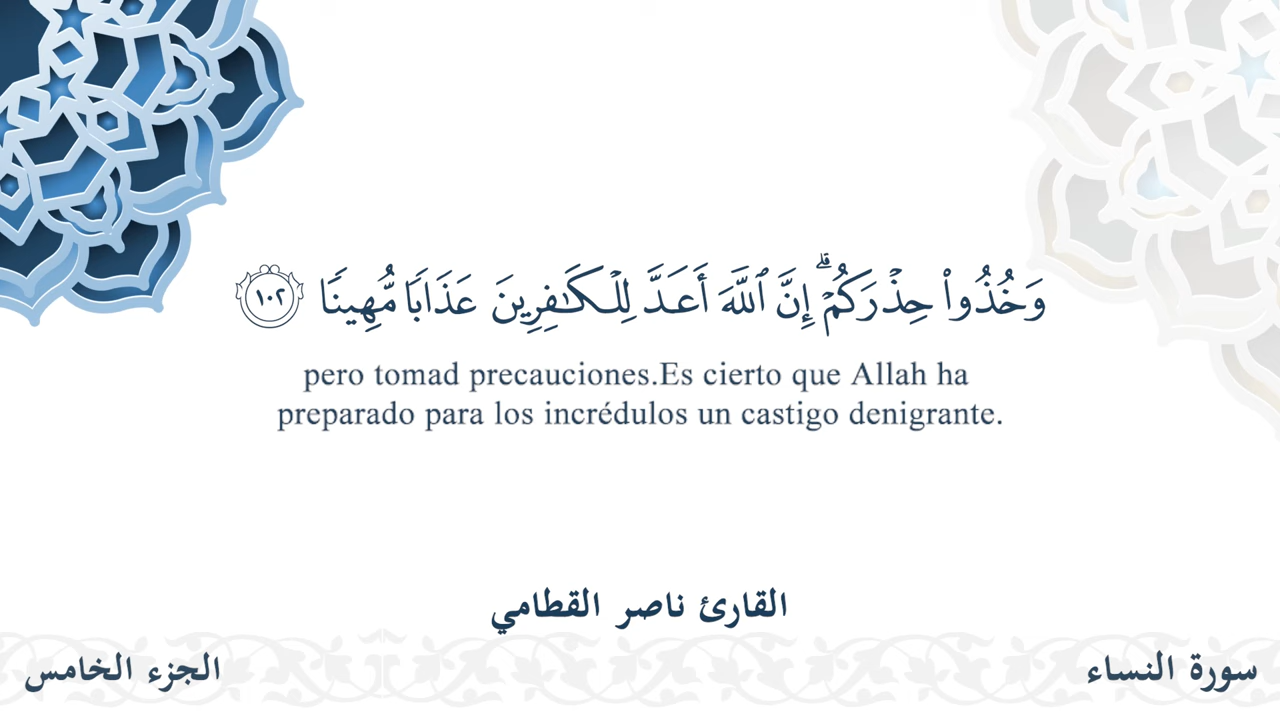 وَخُذُوا۟ حِذْرَكُمْ ۗ إِنَّ ٱللَّهَ أَعَدَّ لِلْكَـٰفِرِينَ عَذَابًا مُّهِينًا ١٠٢
pero tomad precauciones.Es cierto que Allah ha
preparado para los incrédulos un castigo denigrante.
القارئ ناصر القطامي
سورة النساء
الجزء الخامس